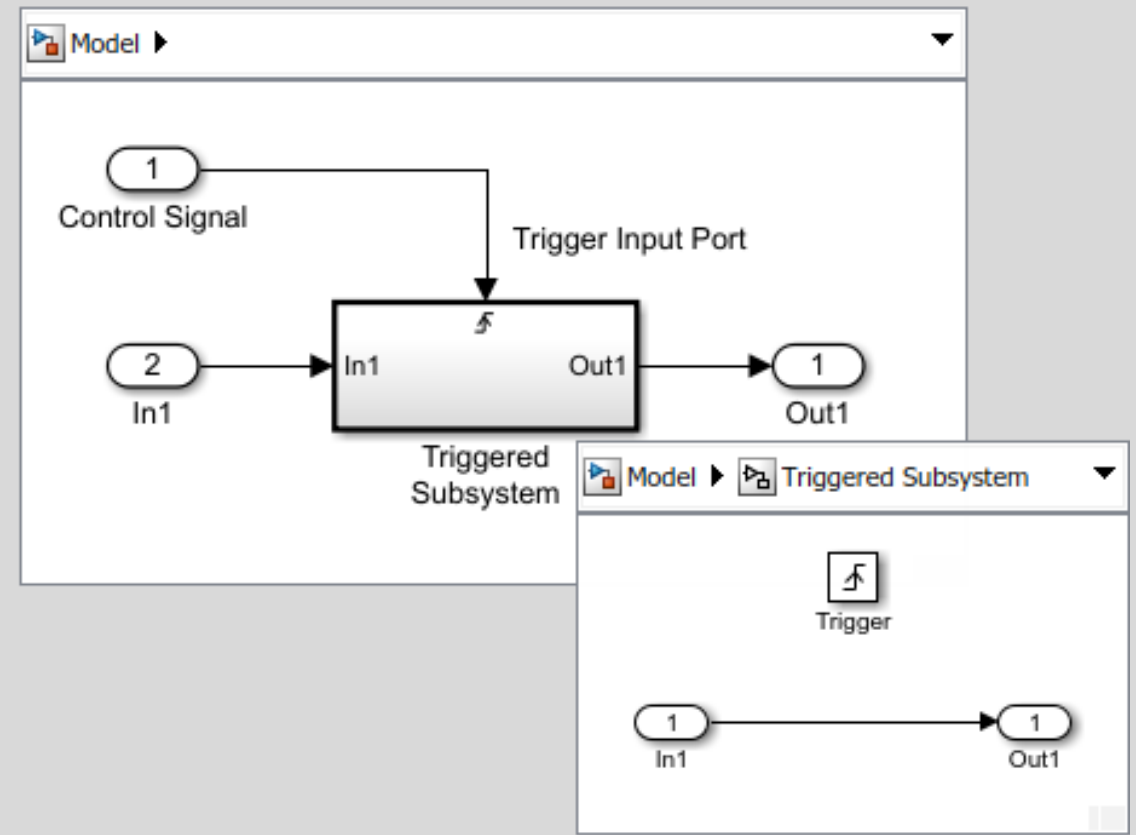 Model
1
Control Signal
Trigger Input Port
2
In1
In1
Out1
1
Out1
Triggered
Subsystem
Model
Triggered Subsystem
Trigger
1
In1
1
Out1